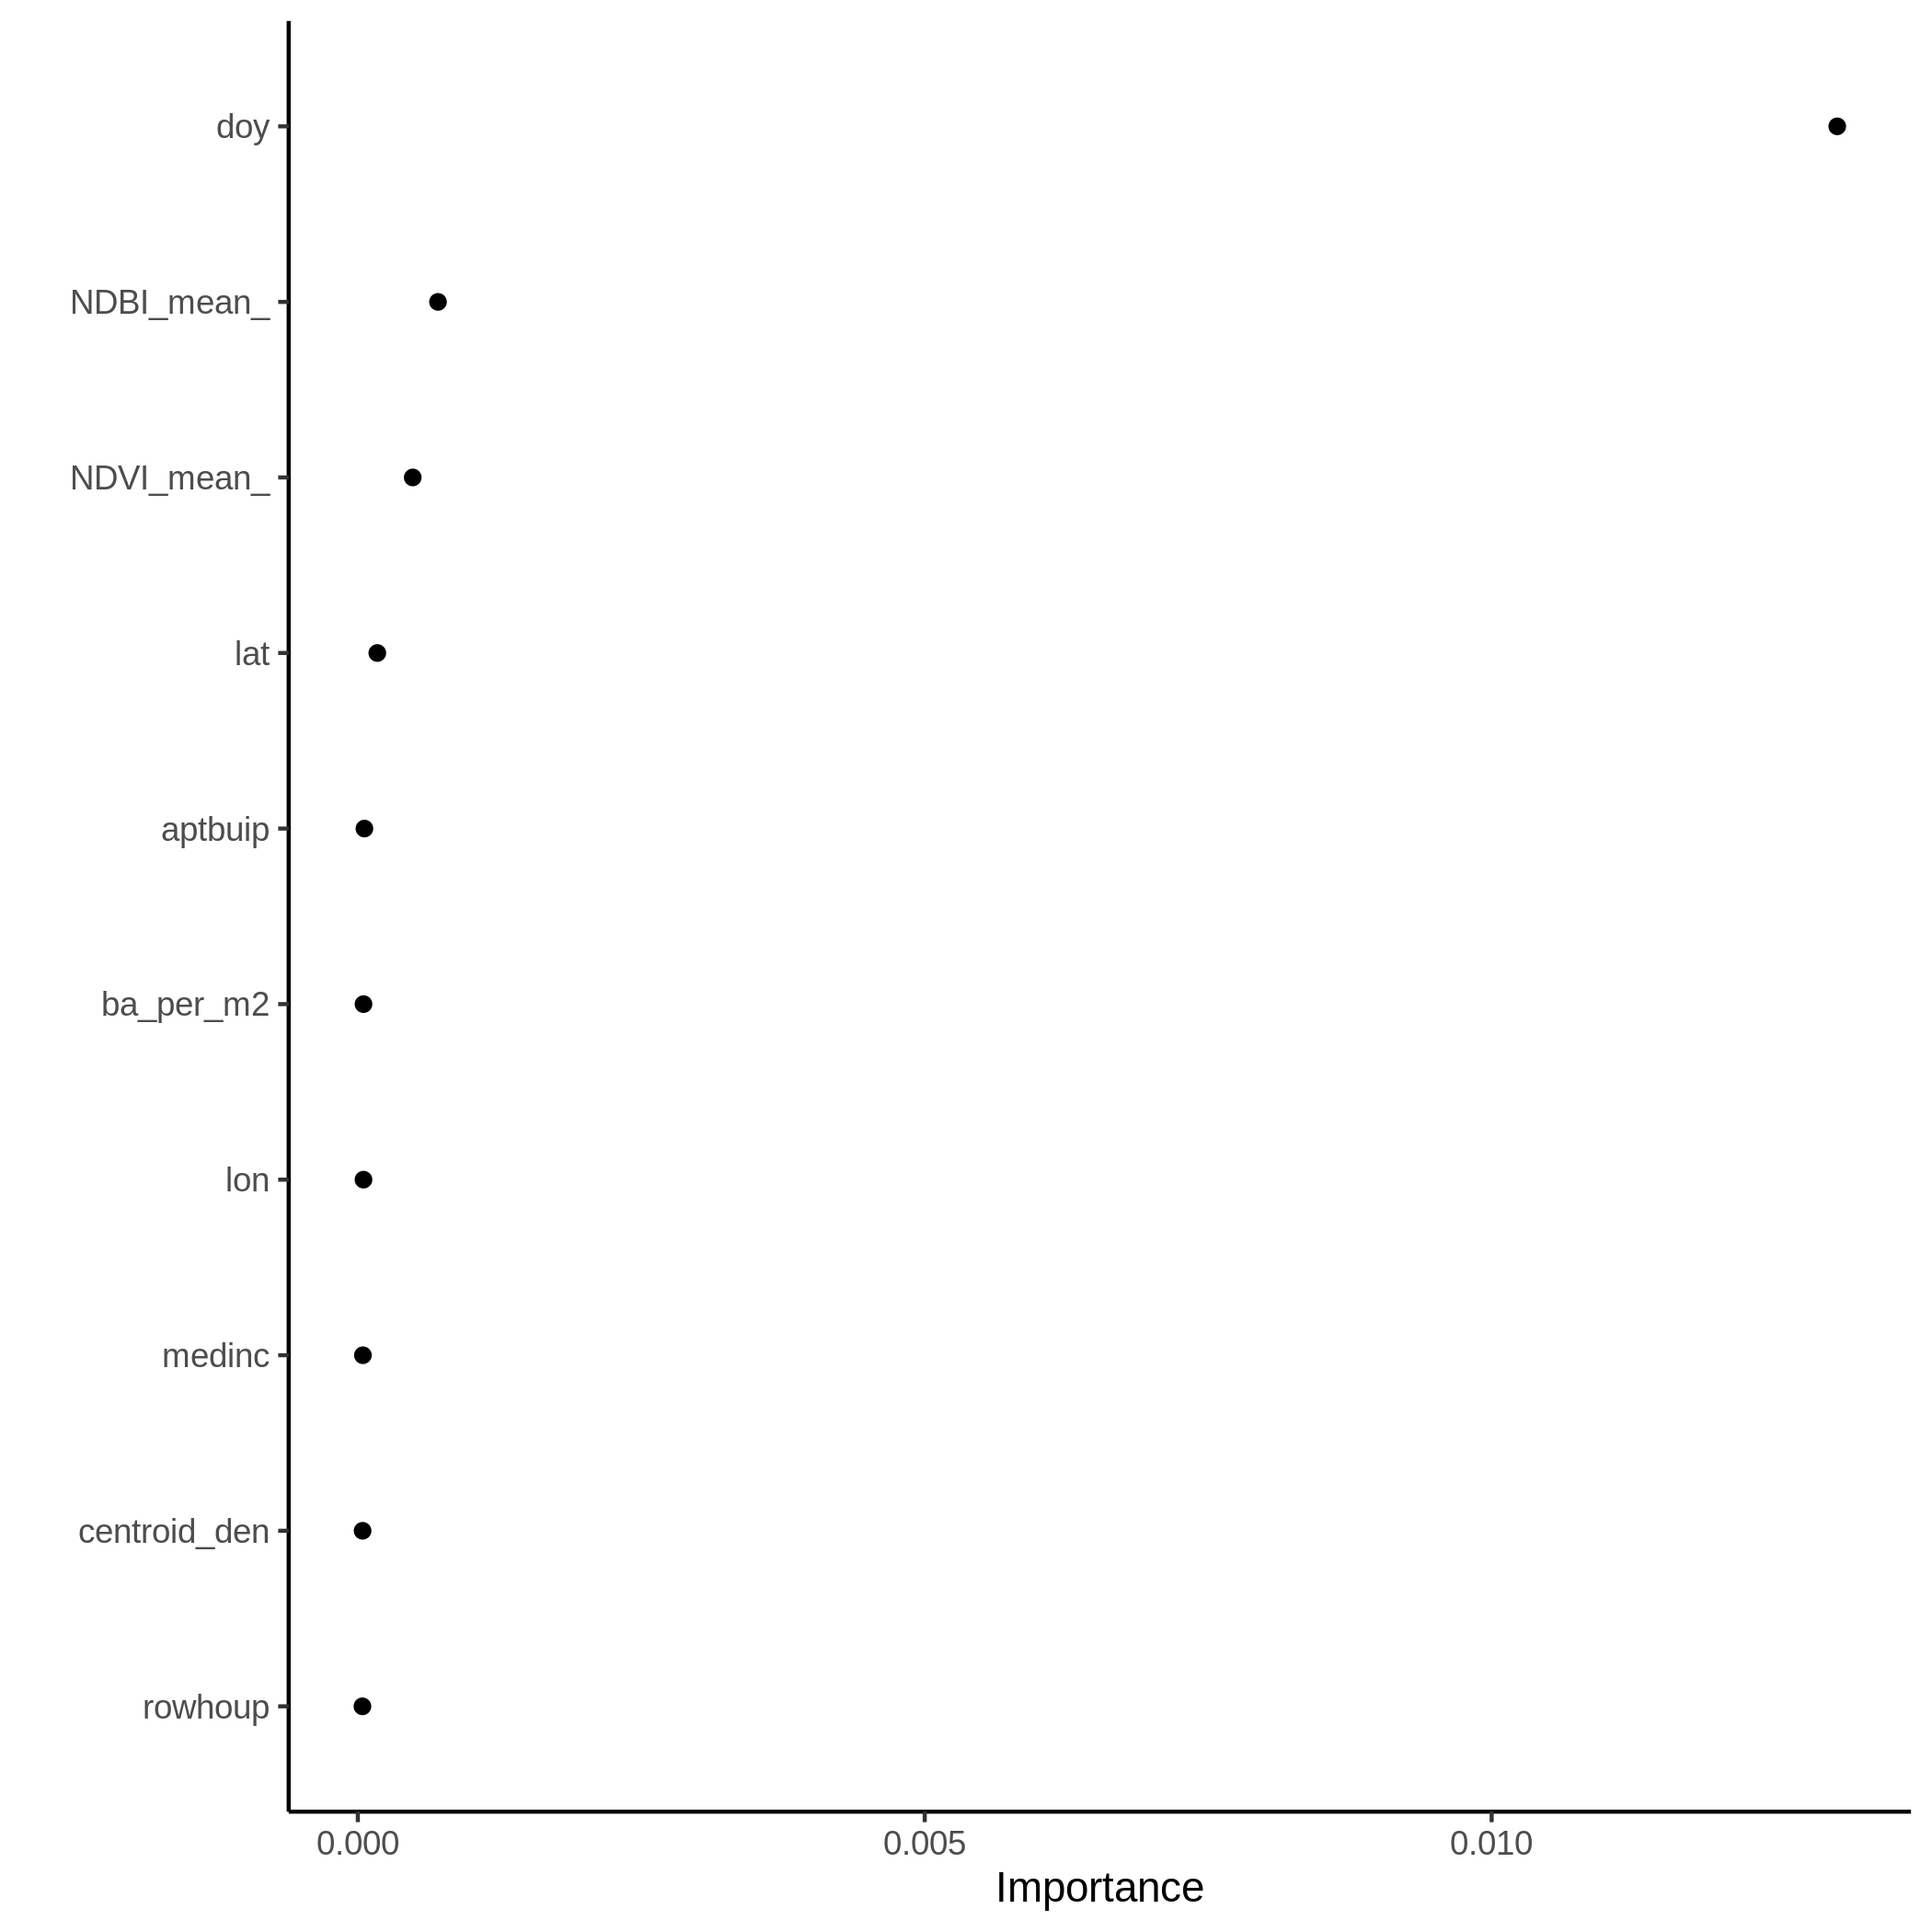 doy
NDBI_mean_
NDVI_mean_
lat
aptbuip
ba_per_m2
lon
medinc
centroid_den
rowhoup
0.000 0.005 0.010
Importance